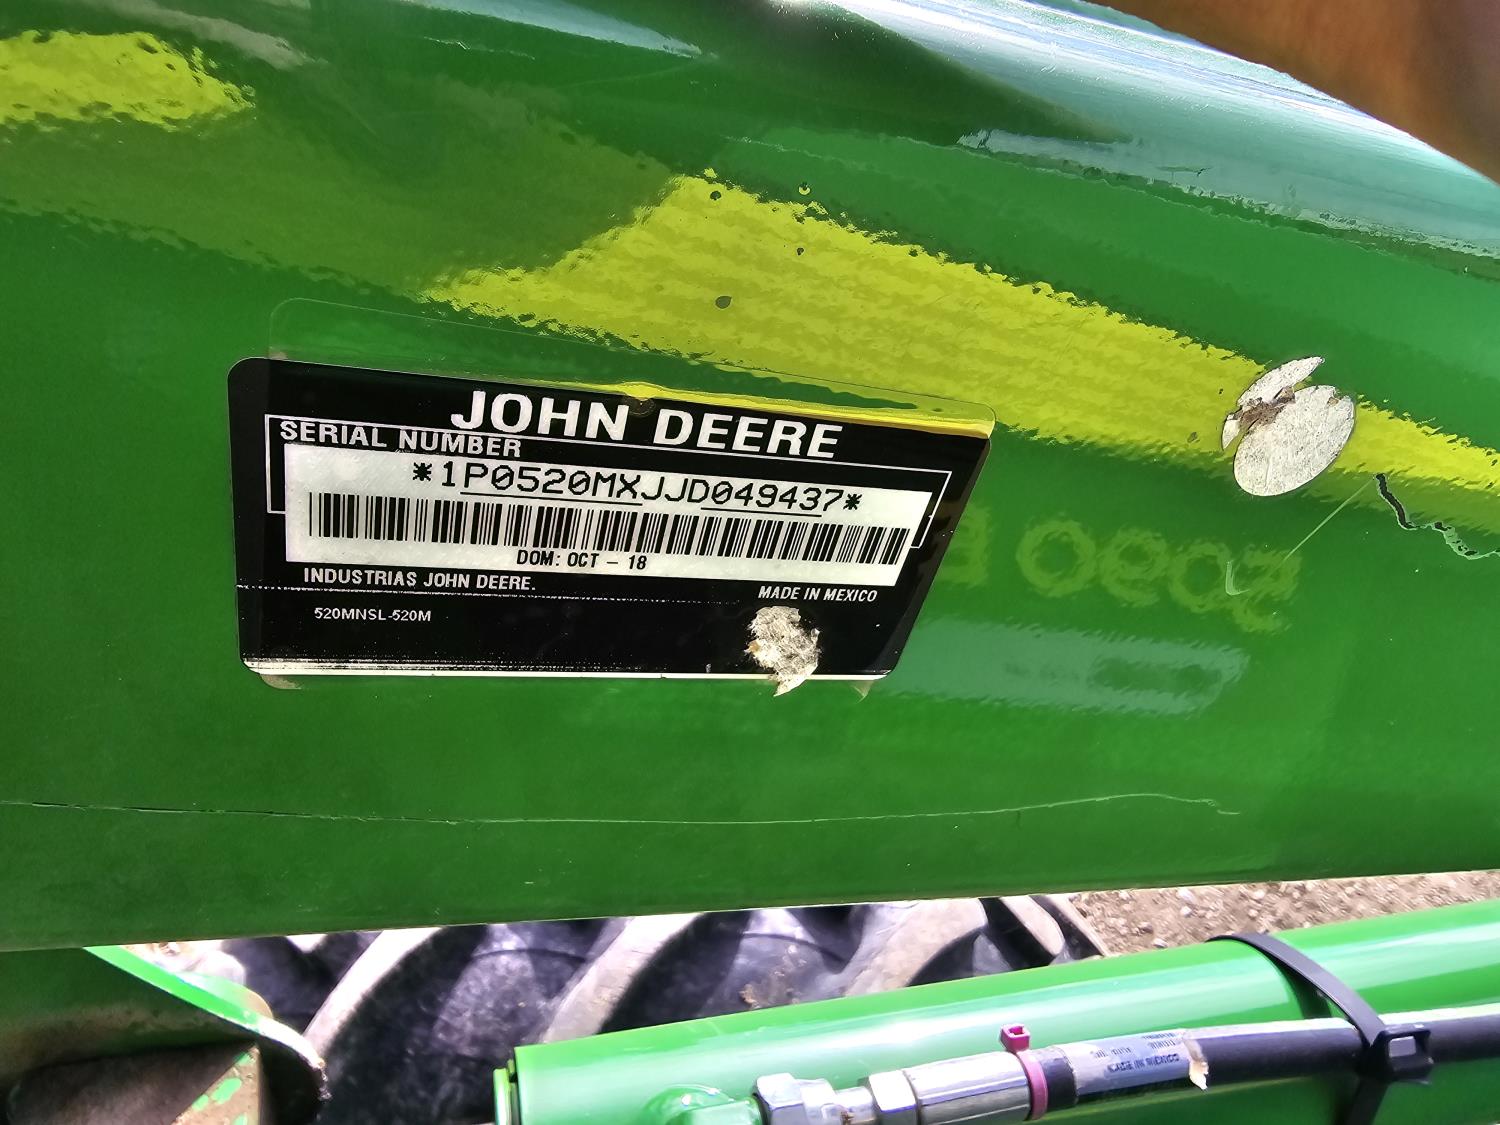 JOHN DEERE
SERIAL NUMBER
*1P0520MXJJD049437*
DOM: OCT - 18
INDUSTRIAS JOHN DEERE.
MADE IN MEXICO
520MNSL-520M